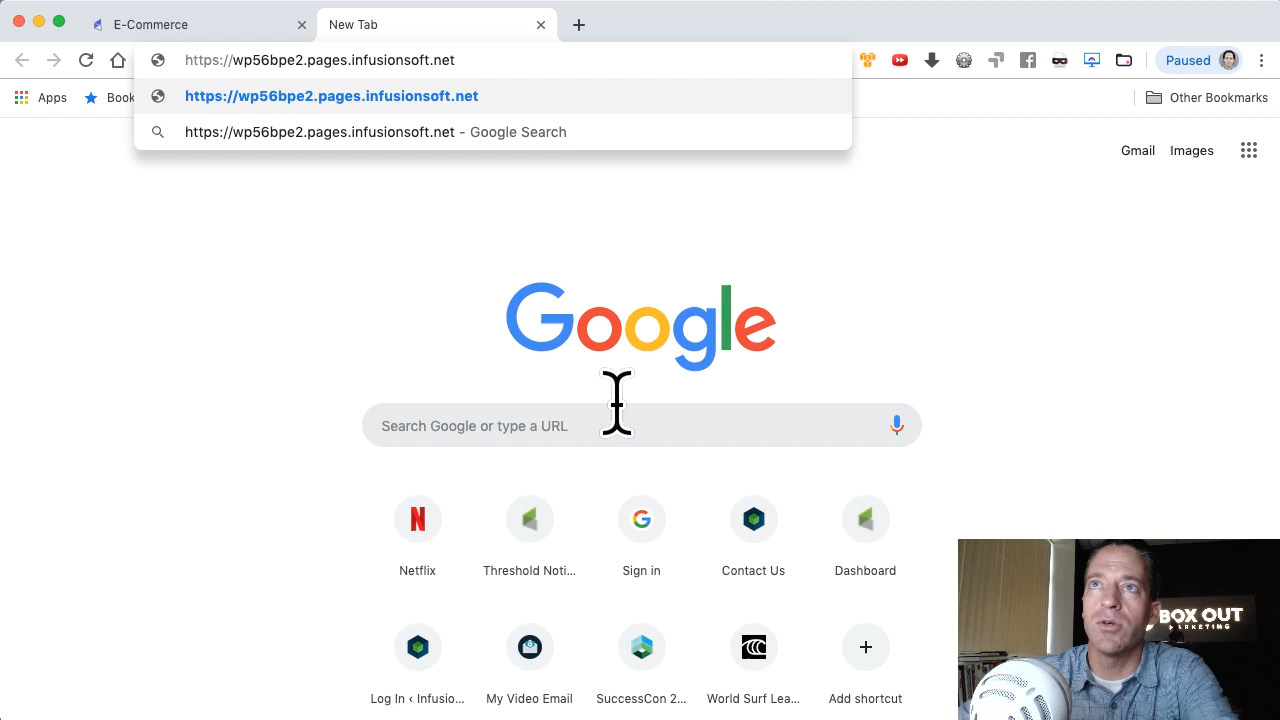 E-Commerce
New Tab
https://wp56bpe2.pages.infusionsoft.net
Paused
https://wp56bpe2.pages.infusionsoft.net
Apps
Book
Other Bookmarks
https://wp56bpe2.pages.infusionsoft.net - Google Search
Gmail
Images
Google
Search Google or type a URL
Netflix
Threshold Noti...
Sign in
Contact Us
Dashboard
Log In ‹ Infusio...
My Video Email
SuccessCon 2...
World Surf Lea...
Add shortcut
BOX OUT
MARKETING